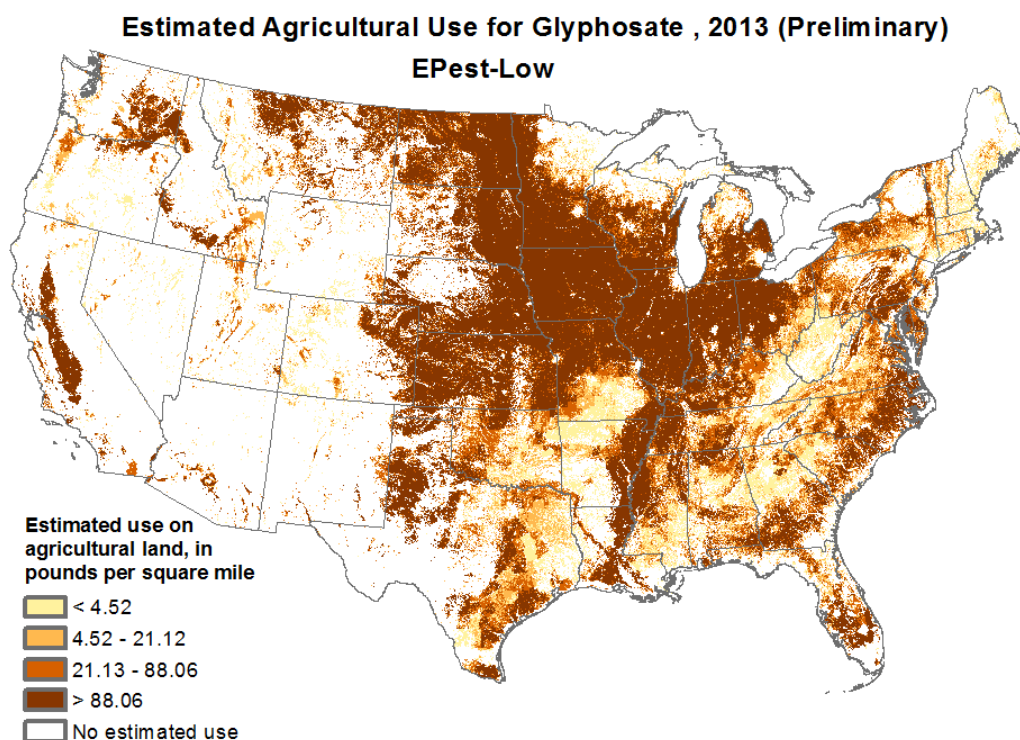 Estimated Agricultural Use for Glyphosate , 2013 (Preliminary)
EPest-Low
Estimated use on
agricultural land, in
pounds per square mile
< 4.52
4.52 - 21.12
21.13 - 88.06
> 88.06
No estimated use